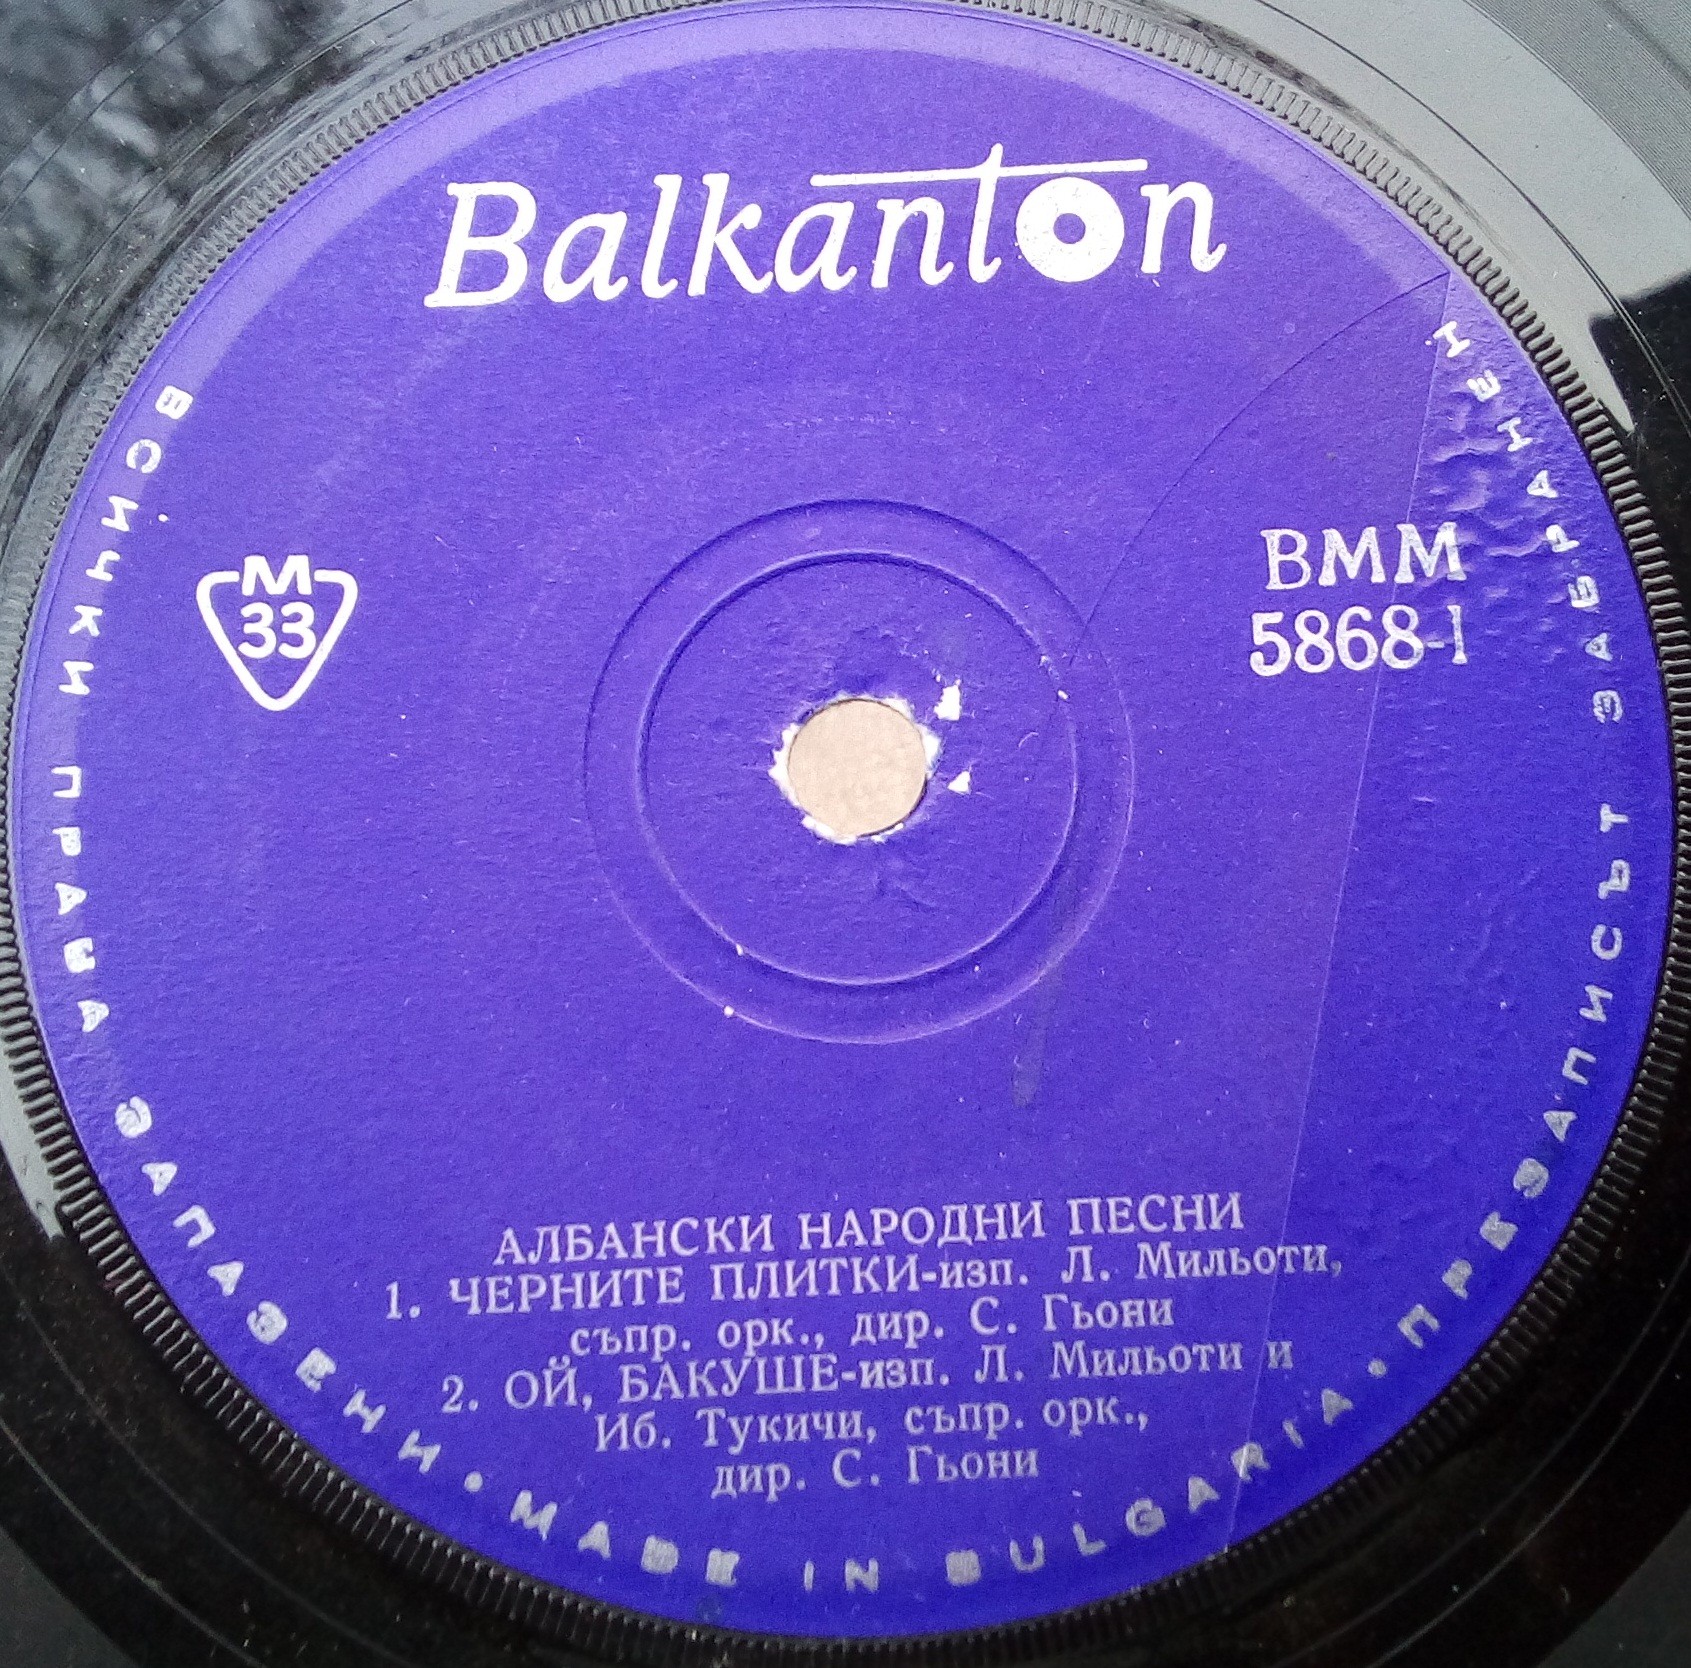 Balkanton
М
33
ВММ
5868-1
АЛБАНСКИ НАРОДНИ ПЕСНИ
1. ЧЕРНИТЕ ПЛИТКИ-изп. Л. Мильоти,
съпр. орк., дир. С. Гьони
2. ОЙ, БАКУШЕ-изп. Л. Мильоти и
Иб. Тукичи, съпр. орк.,
дир. С. Гьони
ВСИЧКИ ПРАВА ЗАПАЗЕНИ • MADE IN BULGARIA • ПРЕЗАПИСЪТ ЗАБРАНЕН